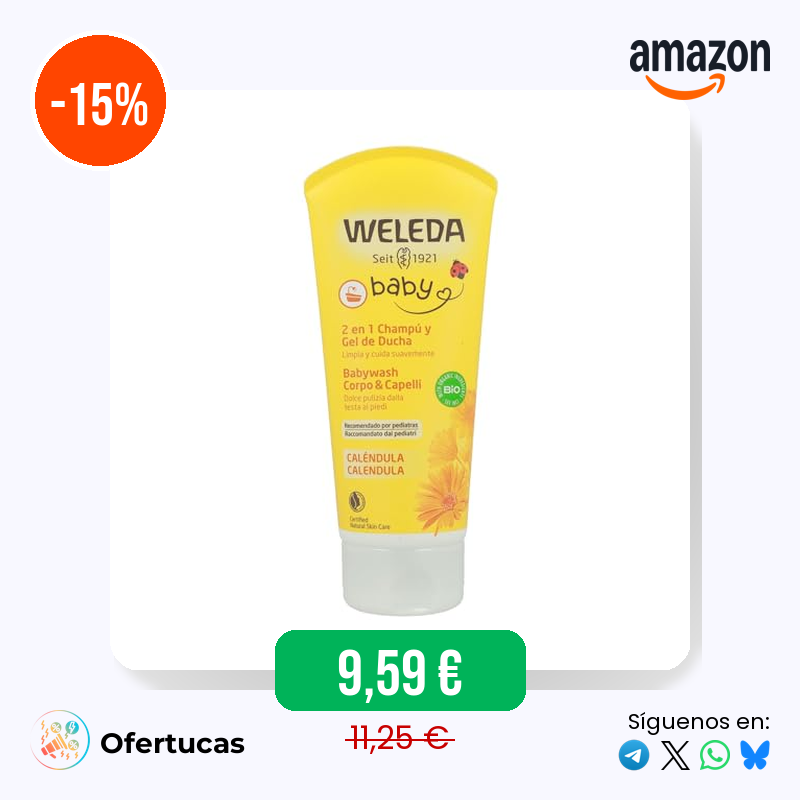 -15%
amazon
WELEDA
Seit 1921
baby
2 en 1 Champú y
Gel de Ducha
Limpia y cuida suavemente
Babywash
Corpo & Capelli
Dolce pulizia dalla
testa ai piedi
BIO
Recomendado por pediatras
Raccomandato dai pediatri
CALÉNDULA
CALENDULA
Certified
Natural Skin Care
9,59 €
11,25 €
Ofertucas
Síguenos en: